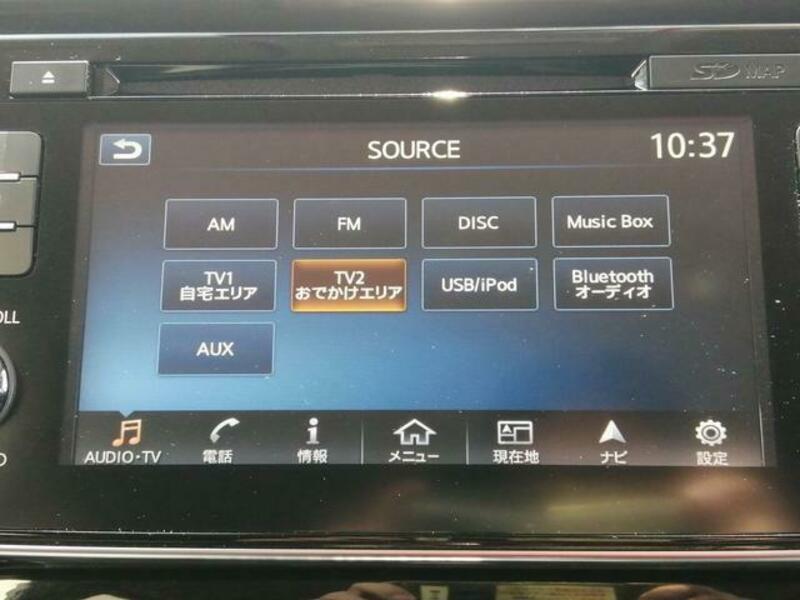 SD MAP
SOURCE
10:37
AM
FM
DISC
Music Box
TV1
自宅エリア
TV2
おでかけエリア
USB/iPod
Bluetooth
オーディオ
AUX
OLL
AUDIO・TV
電話
情報
メニュー
現在地
ナビ
設定